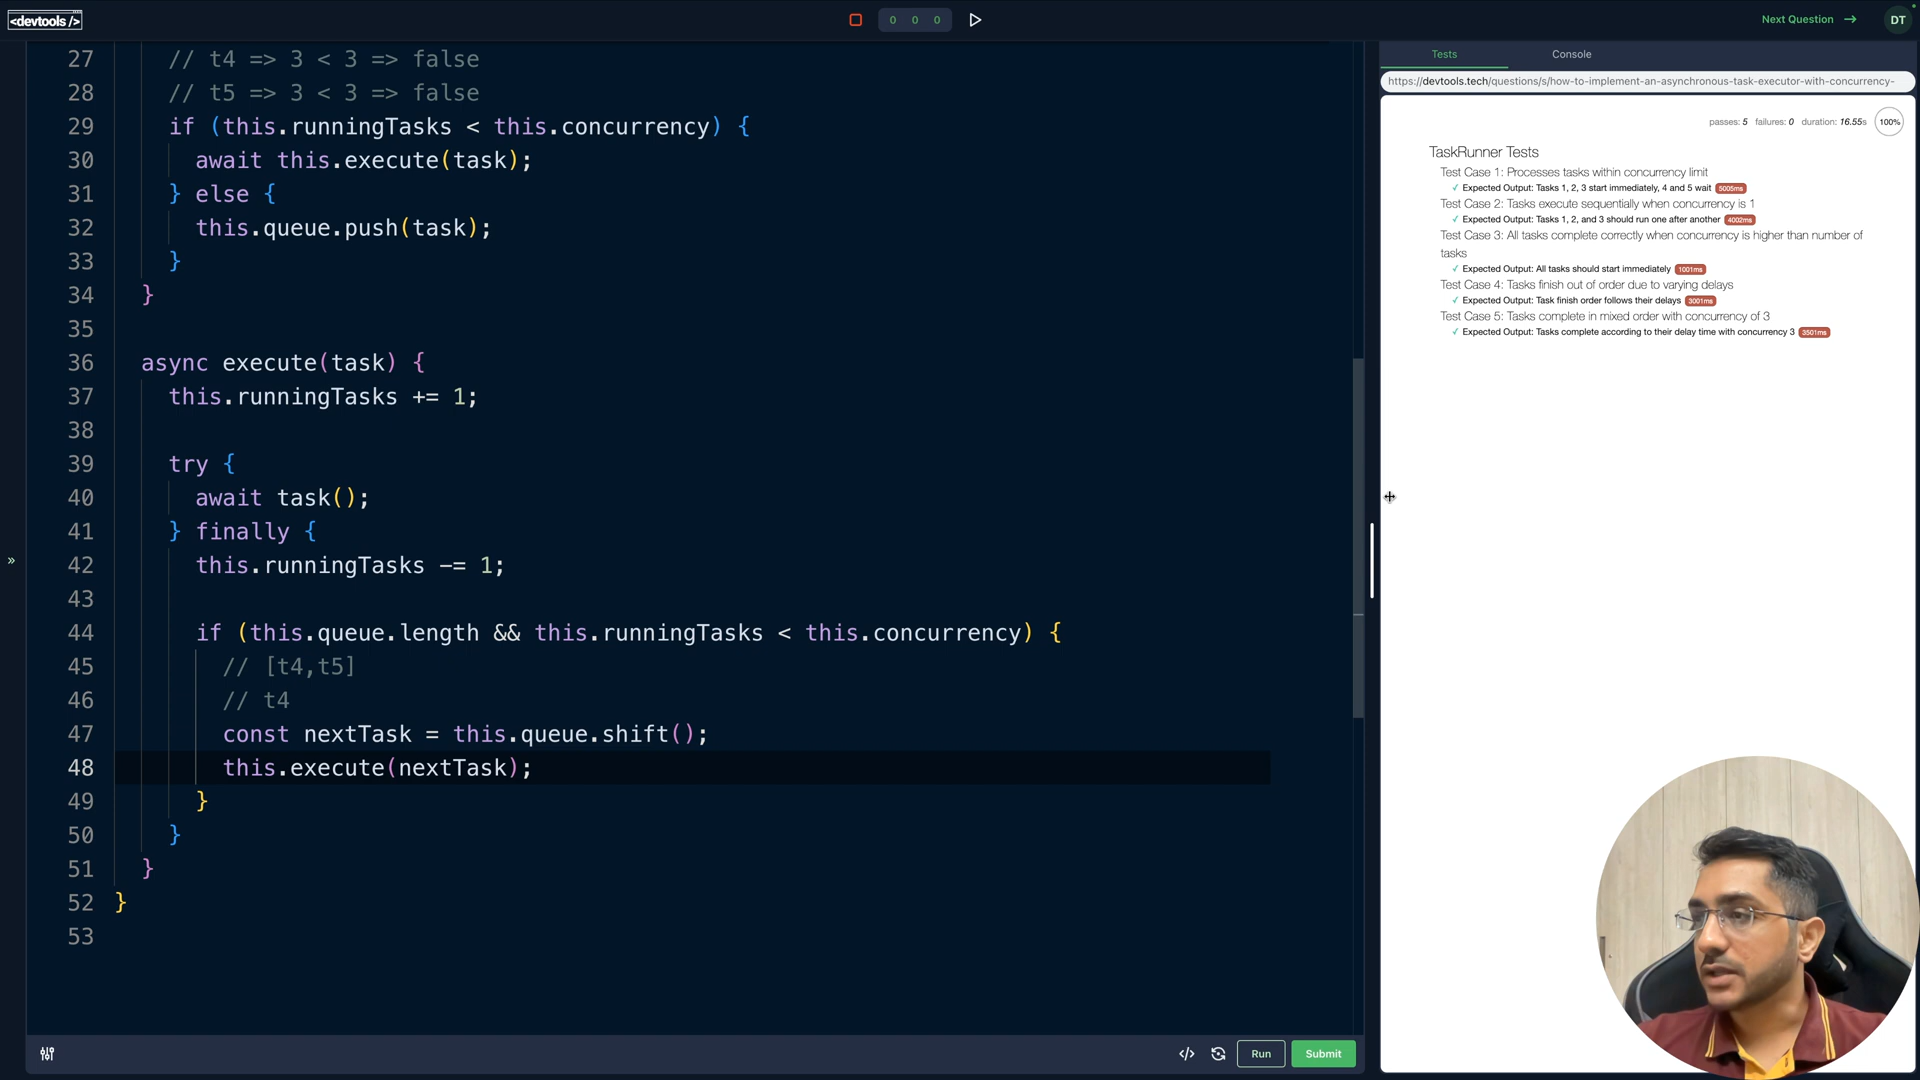 <devtools />
0 0 0
Next Question →
DT
27 // t4 => 3 < 3 => false
28 // t5 => 3 < 3 => false
29 if (this.runningTasks < this.concurrency) {
30 await this.execute(task);
31 } else {
32 this.queue.push(task);
33 }
34 }
35
36 async execute(task) {
37 this.runningTasks += 1;
38
39 try {
40 await task();
41 } finally {
42 this.runningTasks -= 1;
43
44 if (this.queue.length && this.runningTasks < this.concurrency) {
45 // [t4,t5]
46 // t4
47 const nextTask = this.queue.shift();
48 this.execute(nextTask);
49 }
50 }
51 }
52 }
53
»
</> Run Submit
Tests Console
https://devtools.tech/questions/s/how-to-implement-an-asynchronous-task-executor-with-concurrency-
passes: 5 failures: 0 duration: 16.55s 100%
TaskRunner Tests
Test Case 1: Processes tasks within concurrency limit
✓ Expected Output: Tasks 1, 2, 3 start immediately, 4 and 5 wait 5005ms
Test Case 2: Tasks execute sequentially when concurrency is 1
✓ Expected Output: Tasks 1, 2, and 3 should run one after another 4002ms
Test Case 3: All tasks complete correctly when concurrency is higher than number of
tasks
✓ Expected Output: All tasks should start immediately 1001ms
Test Case 4: Tasks finish out of order due to varying delays
✓ Expected Output: Task finish order follows their delays 3001ms
Test Case 5: Tasks complete in mixed order with concurrency of 3
✓ Expected Output: Tasks complete according to their delay time with concurrency 3 3501ms